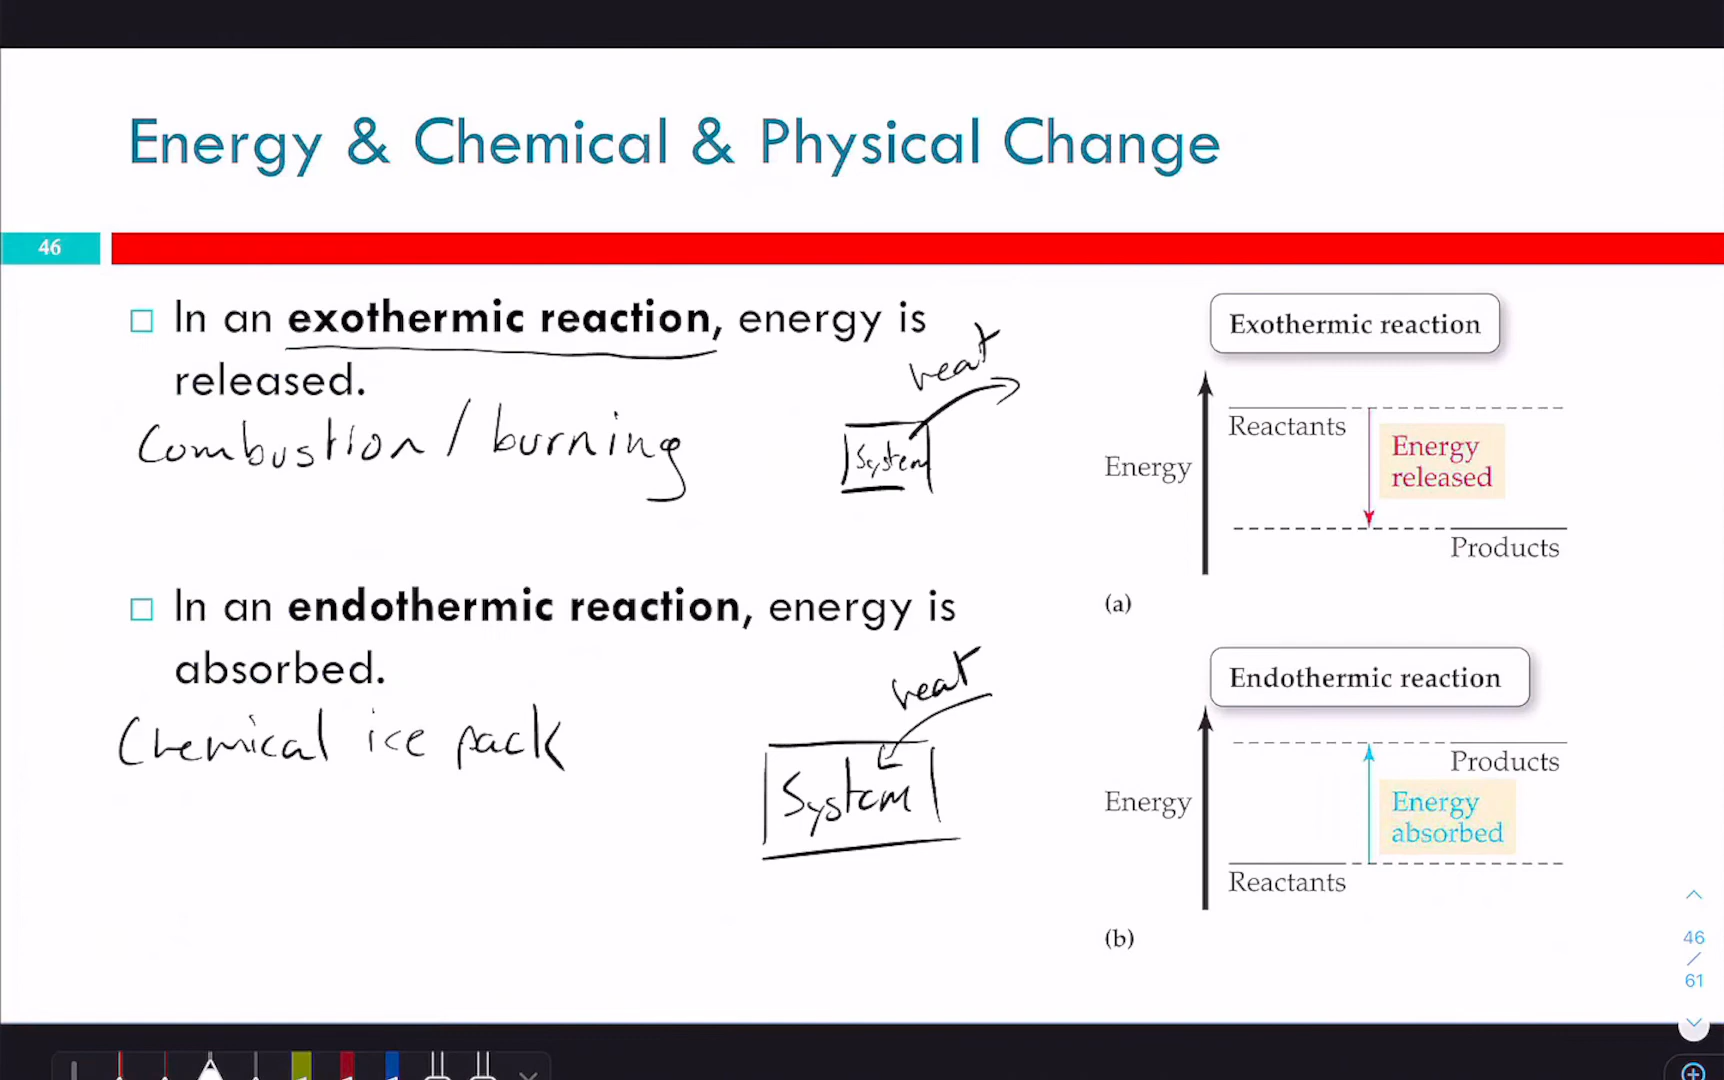 Energy & Chemical & Physical Change
46
In an exothermic reaction, energy is
released.
Combustion / burning
heat
System
In an endothermic reaction, energy is
absorbed.
Chemical ice pack
heat
System
Exothermic reaction
Reactants
Energy
released
Energy
Products
(a)
Endothermic reaction
Products
Energy
Energy
absorbed
Reactants
(b)
46
/
61